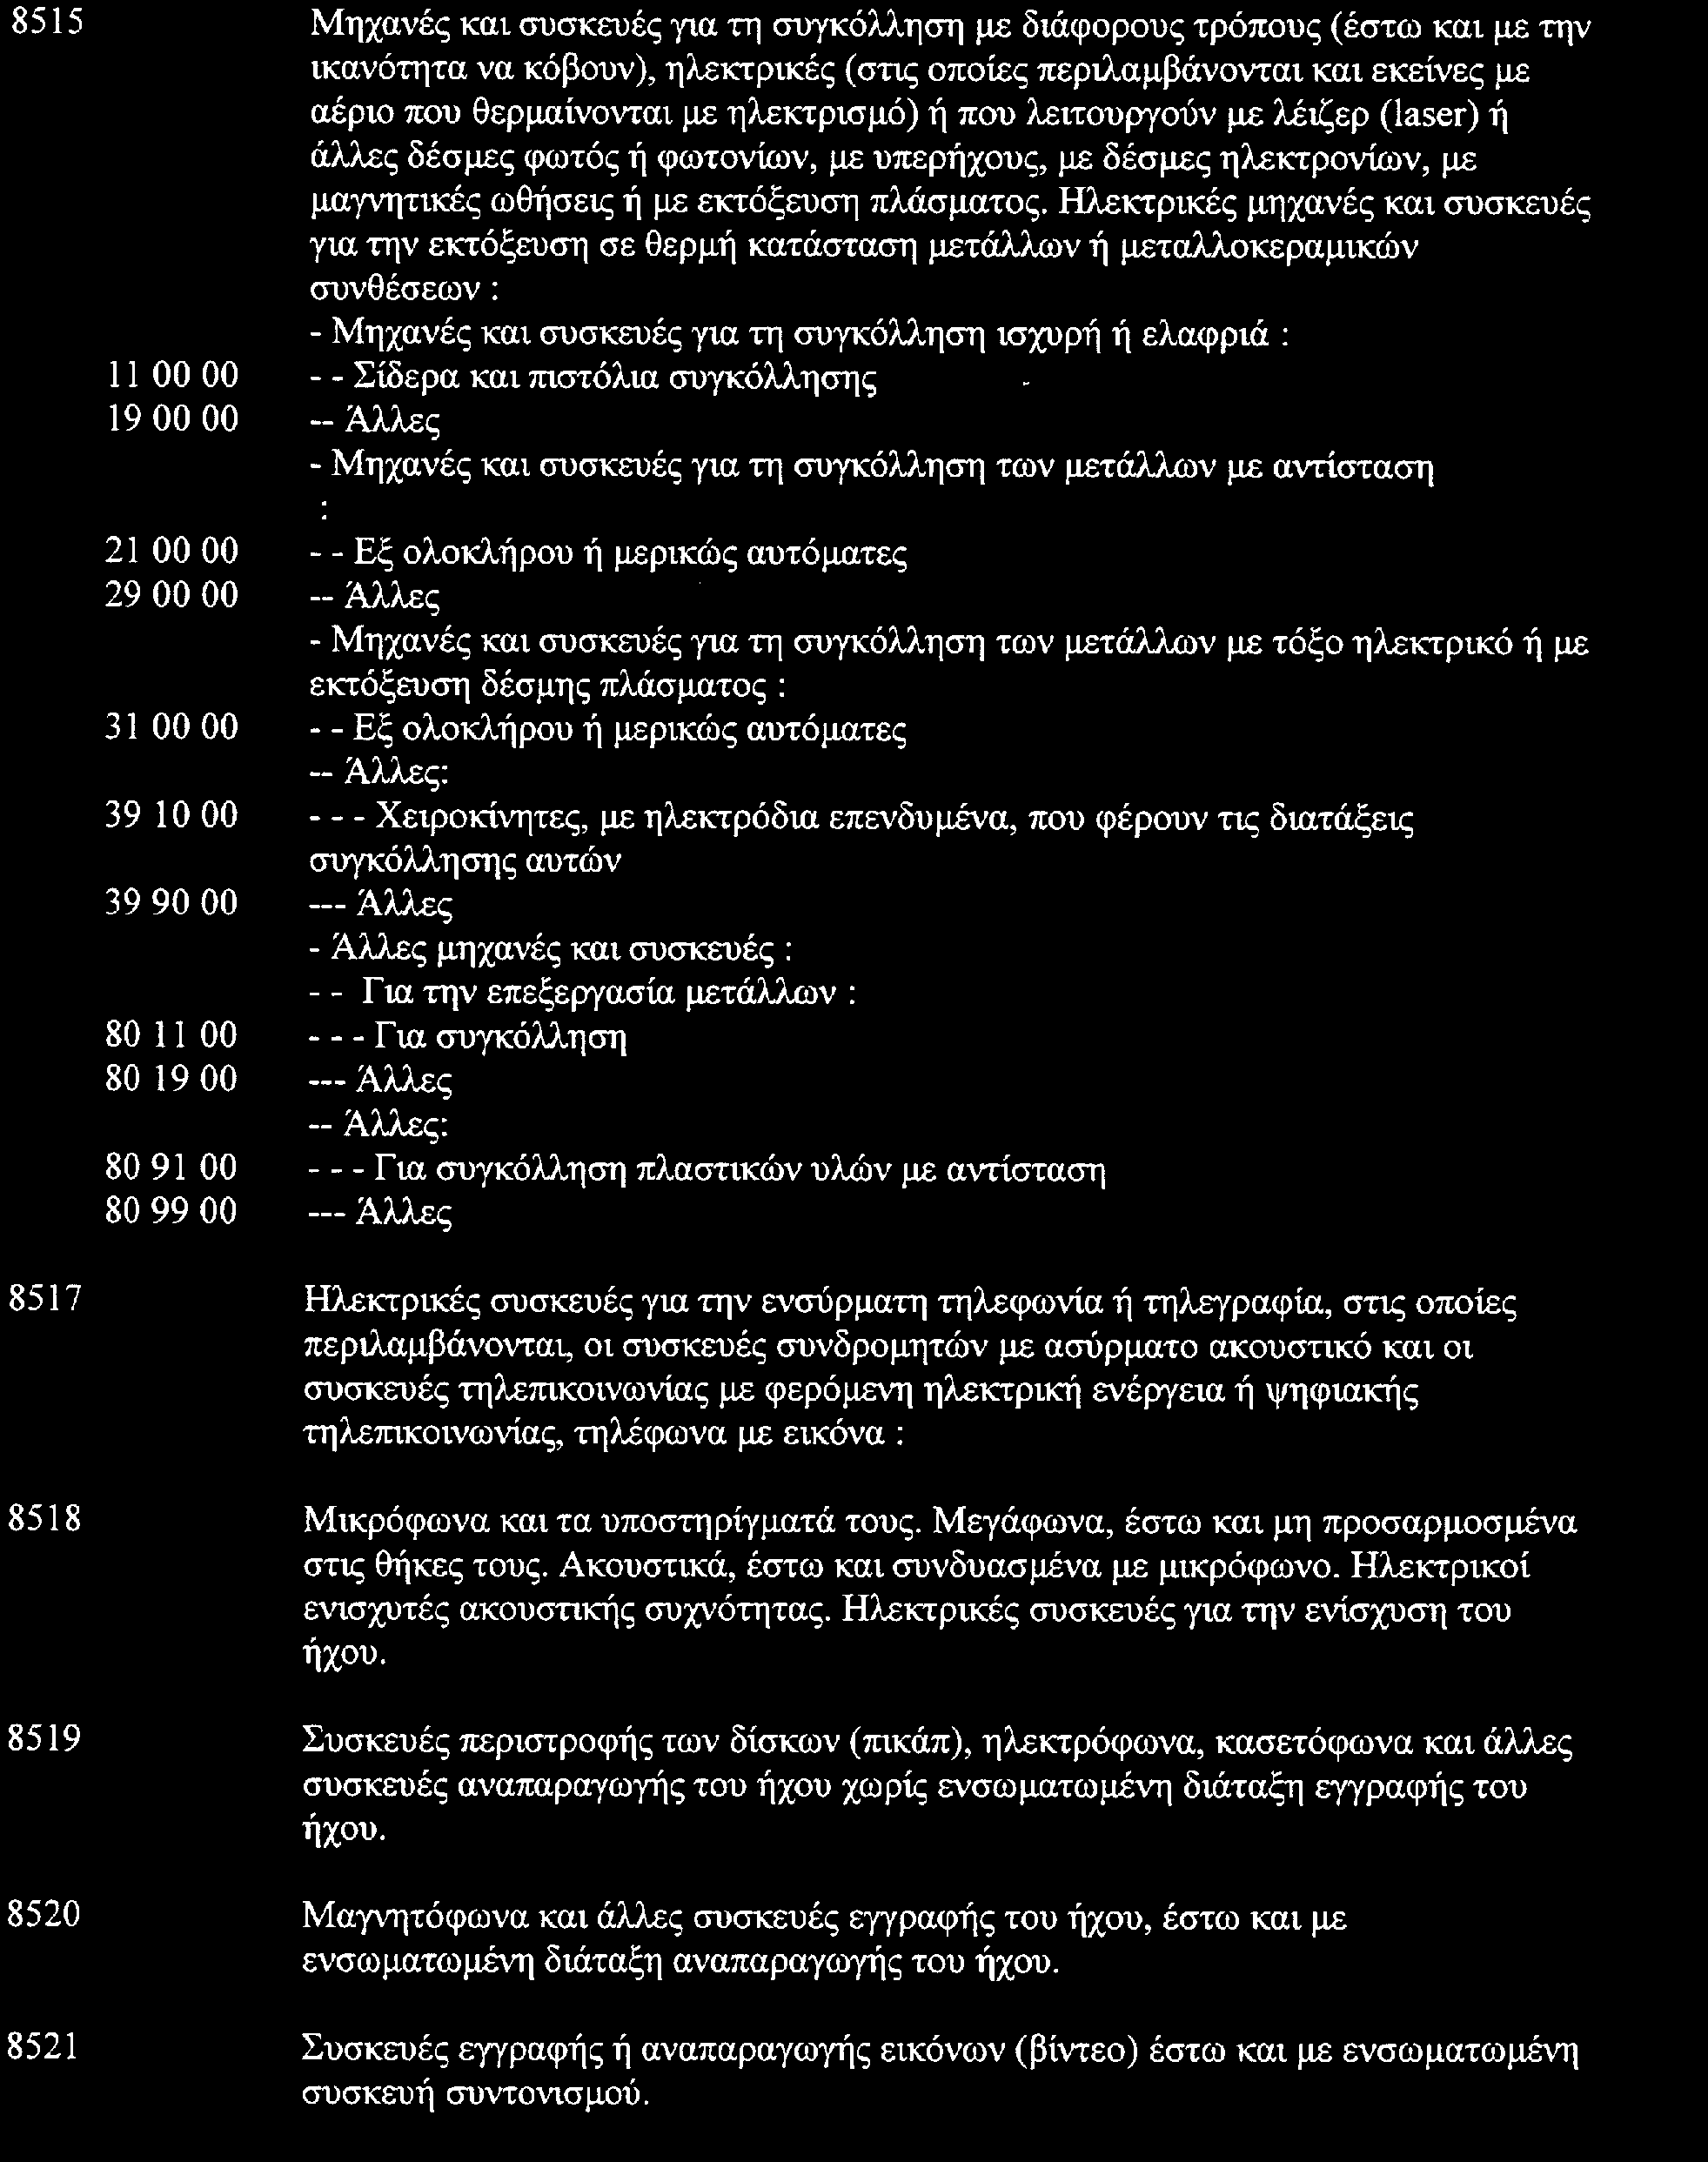 8515 Μηχανές και συσκευές για τη συγκόλληση με διάφορους τρόπους (έστω και με την
ικανότητα να κόβουν), ηλεκτρικές (στις οποίες περιλαμβάνονται και εκείνες με
αέριο που θερμαίνονται με ηλεκτρισμό) ή που λειτουργούν με λέιζερ (laser) ή
άλλες δέσμες φωτός ή φωτονίων, με υπερήχους, με δέσμες ηλεκτρονίων, με
μαγνητικές ωθήσεις ή με εκτόξευση πλάσματος. Ηλεκτρικές μηχανές και συσκευές
για την εκτόξευση σε θερμή κατάσταση μετάλλων ή μεταλλοκεραμικών
συνθέσεων :
- Μηχανές και συσκευές για τη συγκόλληση ισχυρή ή ελαφριά :
11 00 00 - - Σίδερα και πιστόλια συγκόλλησης
19 00 00 -- Άλλες
- Μηχανές και συσκευές για τη συγκόλληση των μετάλλων με αντίσταση
:
21 00 00 - - Εξ ολοκλήρου ή μερικώς αυτόματες
29 00 00 -- Άλλες
- Μηχανές και συσκευές για τη συγκόλληση των μετάλλων με τόξο ηλεκτρικό ή με
εκτόξευση δέσμης πλάσματος :
31 00 00 - - Εξ ολοκλήρου ή μερικώς αυτόματες
-- Άλλες:
39 10 00 - - - Χειροκίνητες, με ηλεκτρόδια επενδυμένα, που φέρουν τις διατάξεις
συγκόλλησης αυτών
39 90 00 --- Άλλες
- Άλλες μηχανές και συσκευές :
- - Για την επεξεργασία μετάλλων :
80 11 00 - - - Για συγκόλληση
80 19 00 --- Άλλες
-- Άλλες:
80 91 00 - - - Για συγκόλληση πλαστικών υλών με αντίσταση
80 99 00 --- Άλλες
8517 Ηλεκτρικές συσκευές για την ενσύρματη τηλεφωνία ή τηλεγραφία, στις οποίες
περιλαμβάνονται, οι συσκευές συνδρομητών με ασύρματο ακουστικό και οι
συσκευές τηλεπικοινωνίας με φερόμενη ηλεκτρική ενέργεια ή ψηφιακής
τηλεπικοινωνίας, τηλέφωνα με εικόνα :
8518 Μικρόφωνα και τα υποστηρίγματά τους. Μεγάφωνα, έστω και μη προσαρμοσμένα
στις θήκες τους. Ακουστικά, έστω και συνδυασμένα με μικρόφωνο. Ηλεκτρικοί
ενισχυτές ακουστικής συχνότητας. Ηλεκτρικές συσκευές για την ενίσχυση του
ήχου.
8519 Συσκευές περιστροφής των δίσκων (πικάπ), ηλεκτρόφωνα, κασετόφωνα και άλλες
συσκευές αναπαραγωγής του ήχου χωρίς ενσωματωμένη διάταξη εγγραφής του
ήχου.
8520 Μαγνητόφωνα και άλλες συσκευές εγγραφής του ήχου, έστω και με
ενσωματωμένη διάταξη αναπαραγωγής του ήχου.
8521 Συσκευές εγγραφής ή αναπαραγωγής εικόνων (βίντεο) έστω και με ενσωματωμένη
συσκευή συντονισμού.